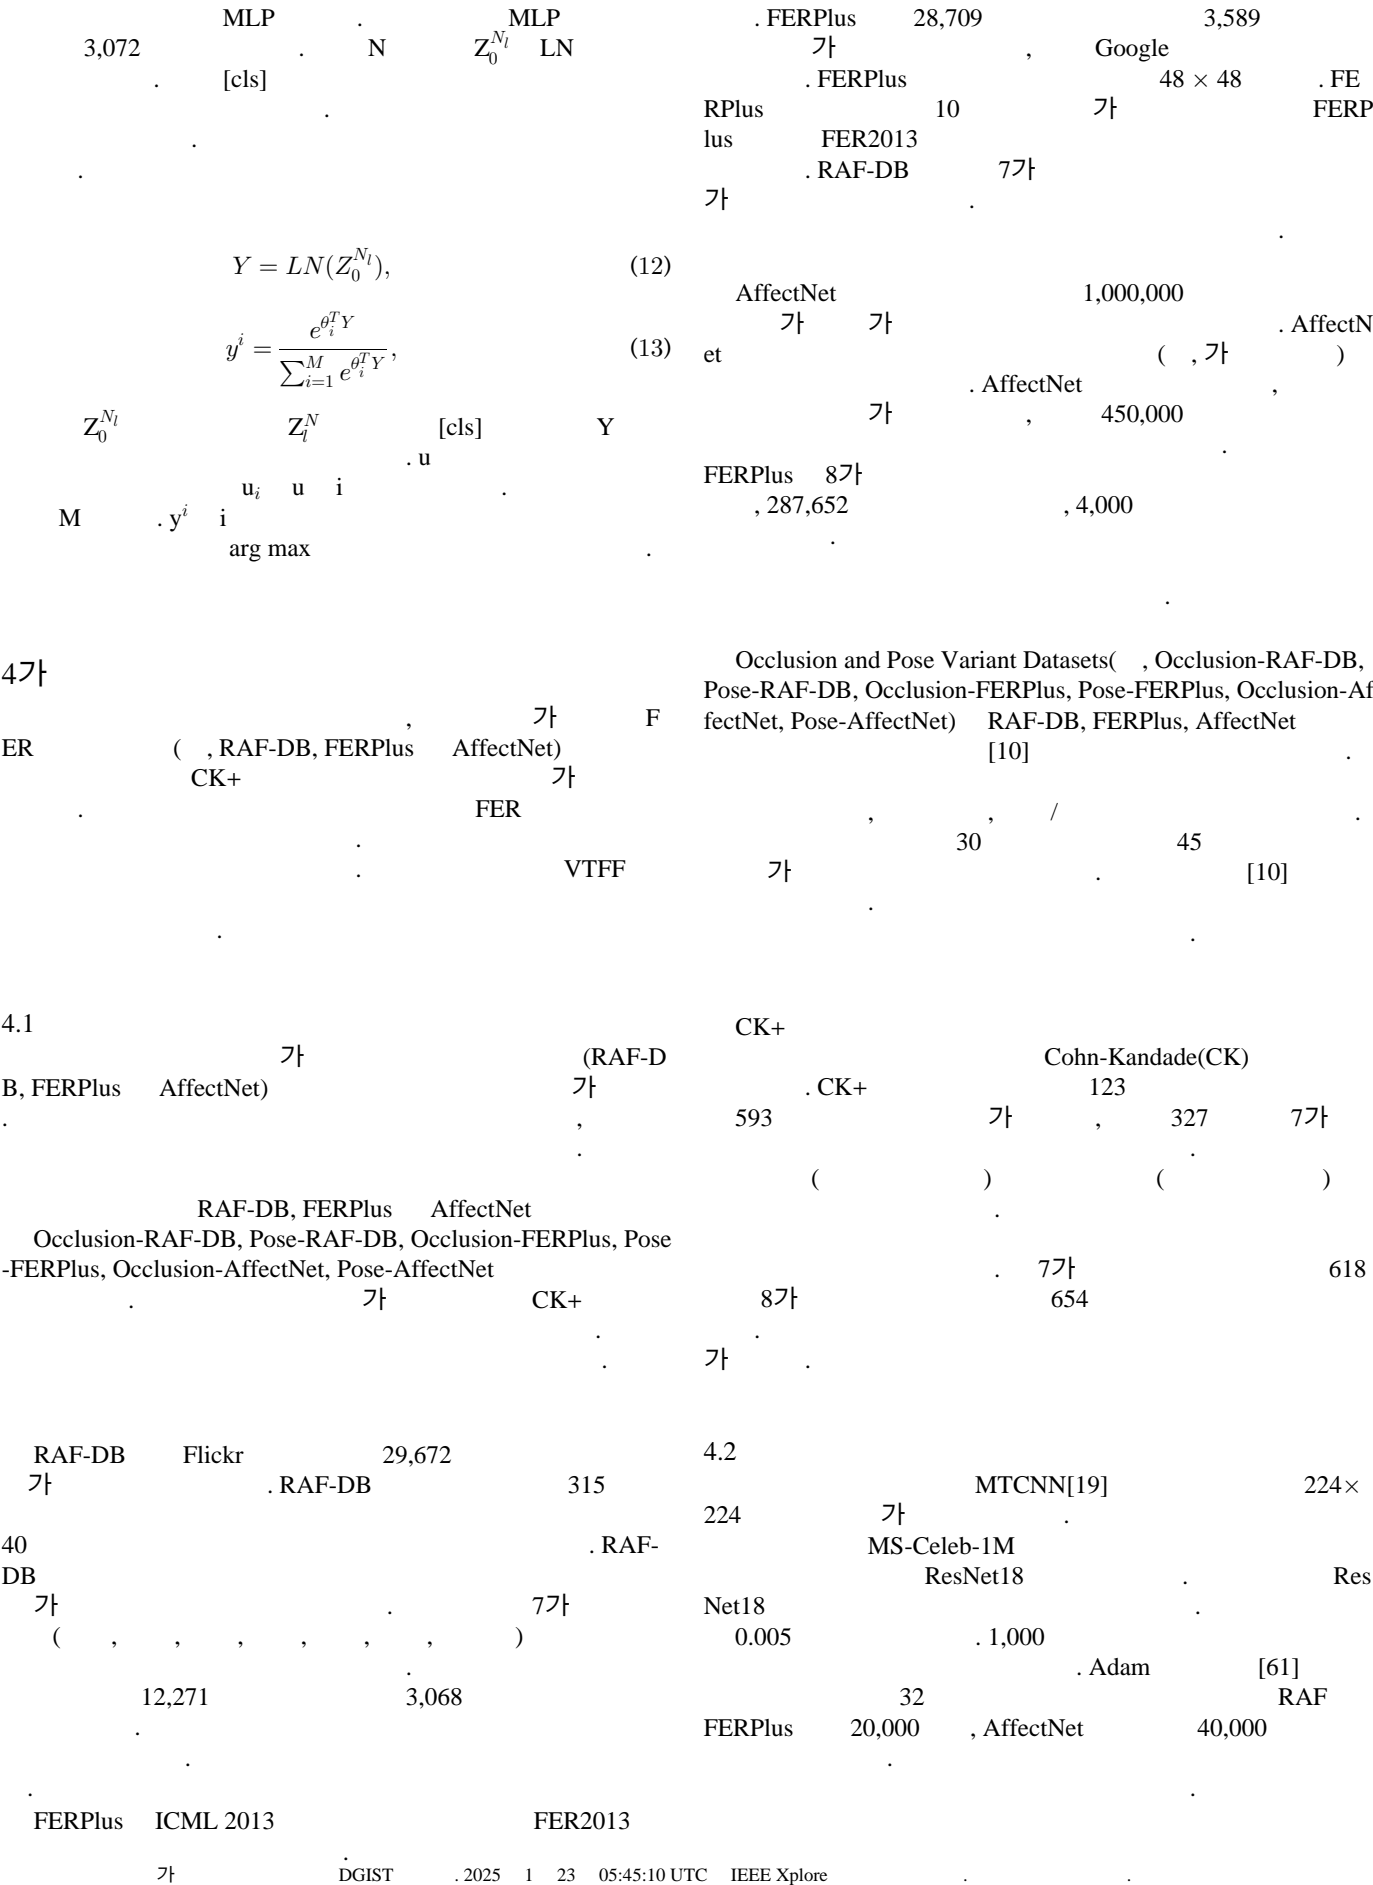 MLP . MLP
3,072 . N Z_0^{N_l} LN
. [cls]
.
.
.
Y = LN(Z_0^{N_l}), (12)
y^i = \frac{e^{\theta_i^T Y}}{\sum_{i=1}^{M} e^{\theta_i^T Y}}, (13)
Z_0^{N_l} Z_l^N [cls] Y
. u
u_i u i .
M . y^i i
arg max .
4가
, 가 F
ER ( , RAF-DB, FERPlus AffectNet)
CK+ 가
. FER
.
. VTFF
.
4.1
가 (RAF-D
B, FERPlus AffectNet) 가
. ,
.
RAF-DB, FERPlus AffectNet
Occlusion-RAF-DB, Pose-RAF-DB, Occlusion-FERPlus, Pose
-FERPlus, Occlusion-AffectNet, Pose-AffectNet
. 가 CK+
.
.
RAF-DB Flickr 29,672
가 . RAF-DB 315
40 . RAF-
DB
가 . 7가
( , , , , , , )
.
12,271 3,068
.
.
.
FERPlus ICML 2013 FER2013
.
. FERPlus 28,709 3,589
가 , Google
. FERPlus 48 × 48 . FE
RPlus 10 가 FERP
lus FER2013
. RAF-DB 7가
가 .
.
AffectNet 1,000,000
가 가 . AffectN
et ( , 가 )
. AffectNet ,
가 , 450,000
.
FERPlus 8가
, 287,652 , 4,000
.
.
Occlusion and Pose Variant Datasets( , Occlusion-RAF-DB,
Pose-RAF-DB, Occlusion-FERPlus, Pose-FERPlus, Occlusion-Af
fectNet, Pose-AffectNet) RAF-DB, FERPlus, AffectNet
[10] .
, , / .
30 45
가 . [10]
.
.
CK+
Cohn-Kandade(CK)
. CK+ 123
593 가 , 327 7가
.
( ) ( )
.
. 7가 618
8가 654
.
가 .
4.2
MTCNN[19] 224×
224 가 .
MS-Celeb-1M
ResNet18 . Res
Net18 .
0.005 . 1,000
. Adam [61]
32 RAF
FERPlus 20,000 , AffectNet 40,000
.
.
가 DGIST . 2025 1 23 05:45:10 UTC IEEE Xplore . .